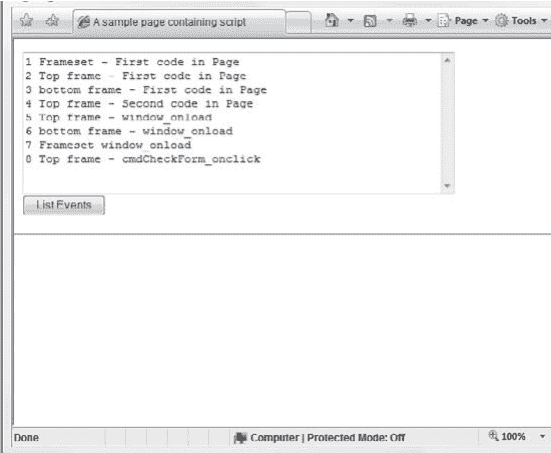 A sample page containing script
Page Tools
1 Frameset - First code in Page
2 Top frame - First code in Page
3 bottom frame - First code in Page
4 Top frame - Second code in Page
5 Top frame - window_onload
6 bottom frame - window_onload
7 Frameset window_onload
8 Top frame - cmdCheckForm_onclick
List Events
Done Computer | Protected Mode: Off 100%